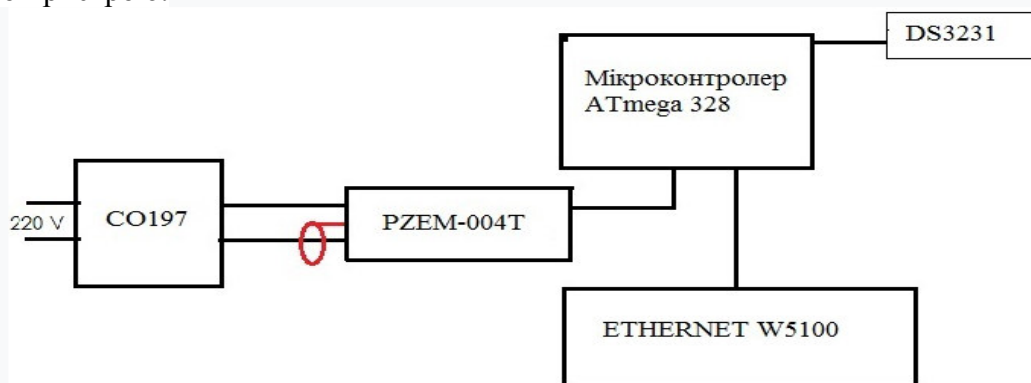 DS3231
Мікроконтролер
ATmega 328
220 V
CO197
PZEM-004T
ETHERNET W5100